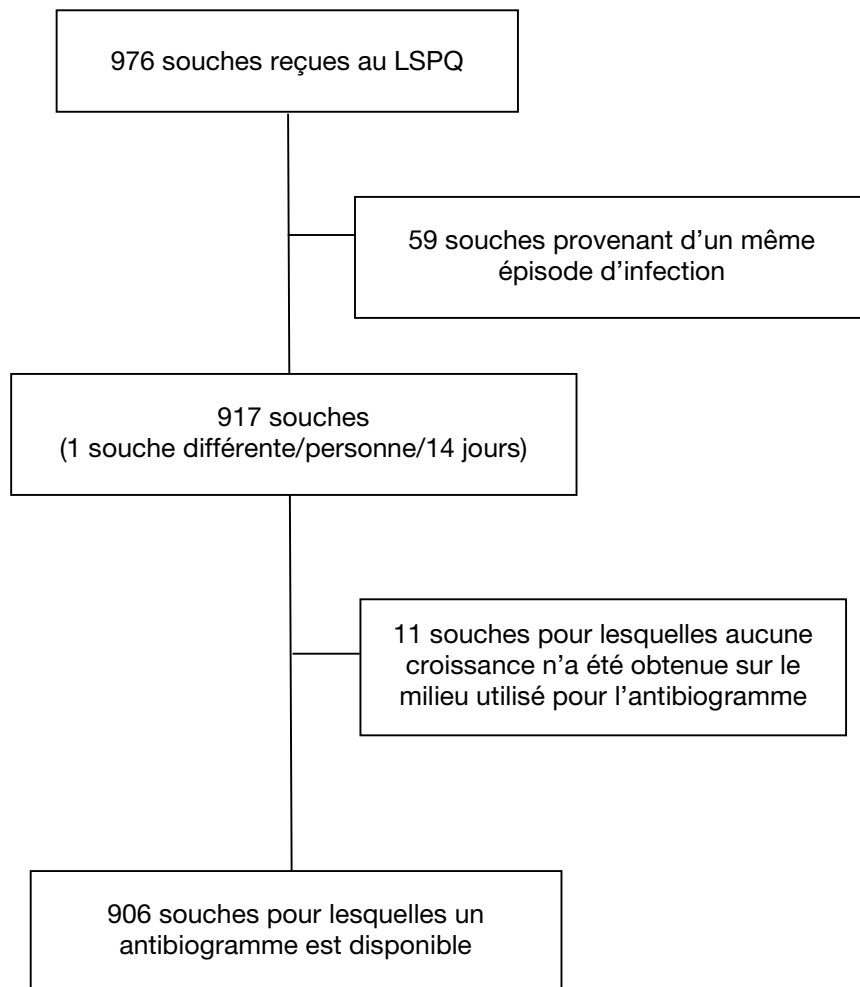 976 souches reçues au LSPQ
59 souches provenant d’un même
épisode d’infection
917 souches
(1 souche différente/personne/14 jours)
11 souches pour lesquelles aucune
croissance n’a été obtenue sur le
milieu utilisé pour l’antibiogramme
906 souches pour lesquelles un
antibiogramme est disponible